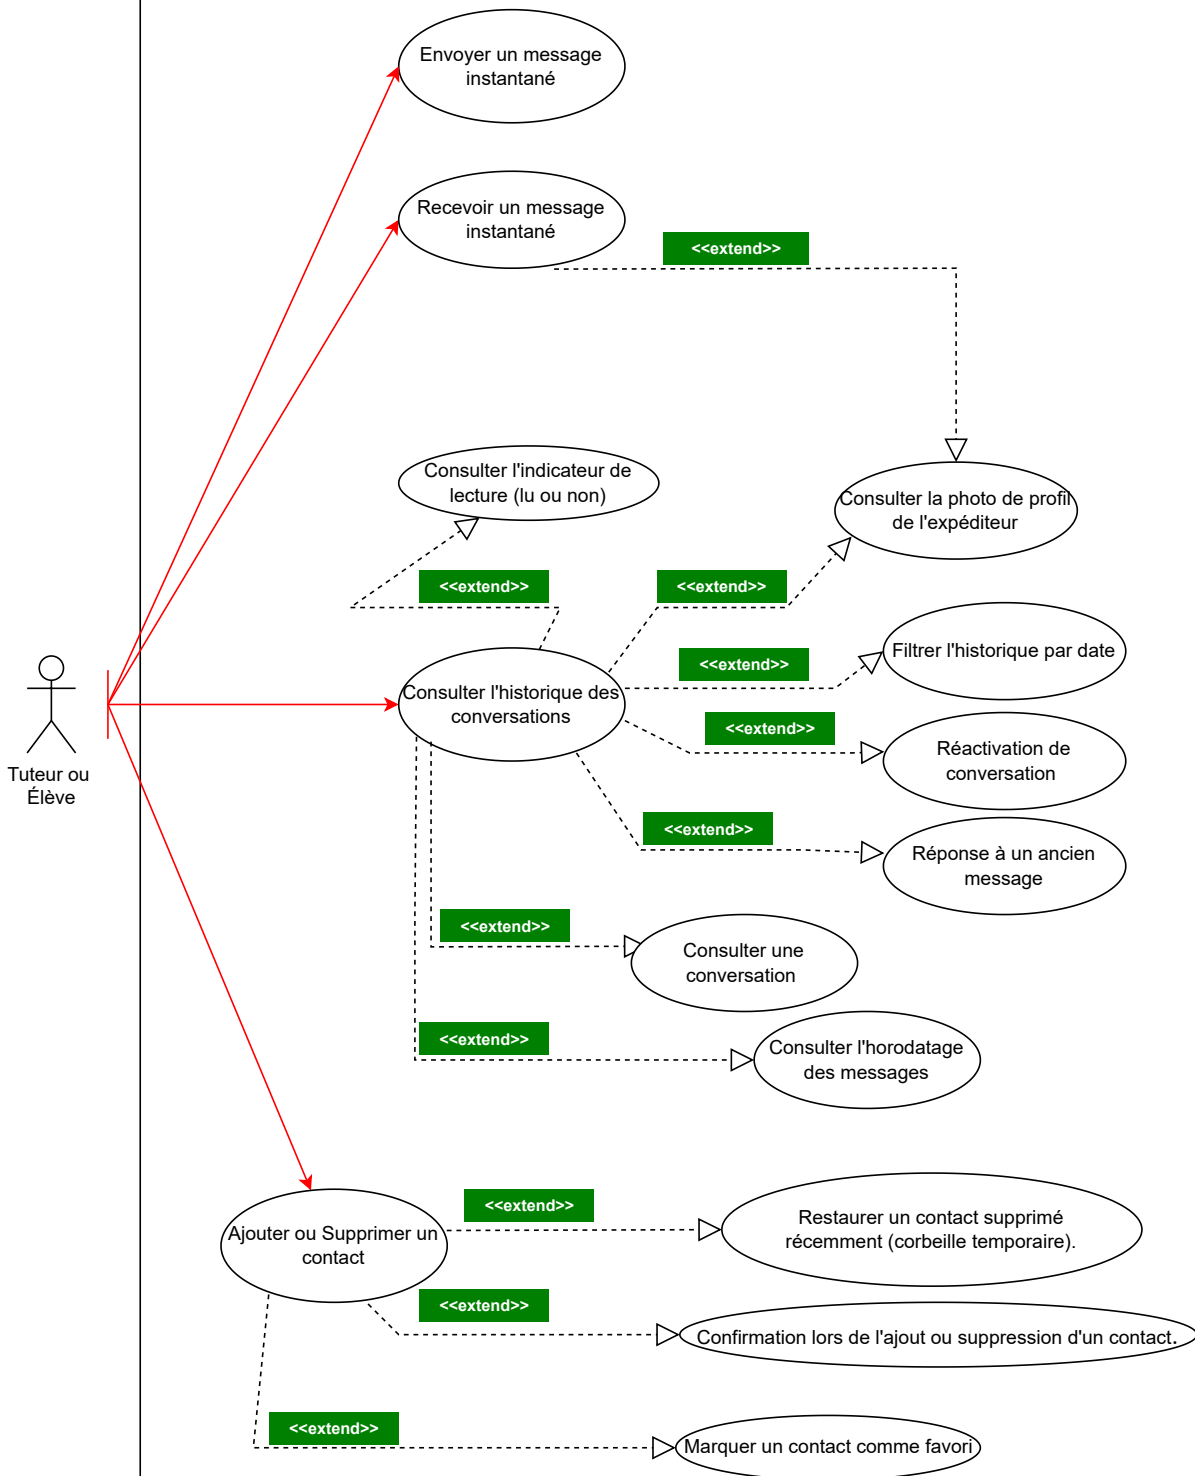 Envoyer un message
instantané
Recevoir un message
instantané
<<extend>>
Consulter l'indicateur de
lecture (lu ou non)
Consulter la photo de profil
de l'expéditeur
<<extend>>
<<extend>>
Filtrer l'historique par date
<<extend>>
Consulter l'historique des
conversations
<<extend>>
Réactivation de
conversation
Tuteur ou
Élève
<<extend>>
Réponse à un ancien
message
<<extend>>
Consulter une
conversation
<<extend>>
Consulter l'horodatage
des messages
<<extend>>
Ajouter ou Supprimer un
contact
Restaurer un contact supprimé
récemment (corbeille temporaire).
<<extend>>
Confirmation lors de l'ajout ou suppression d'un contact.
<<extend>>
Marquer un contact comme favori